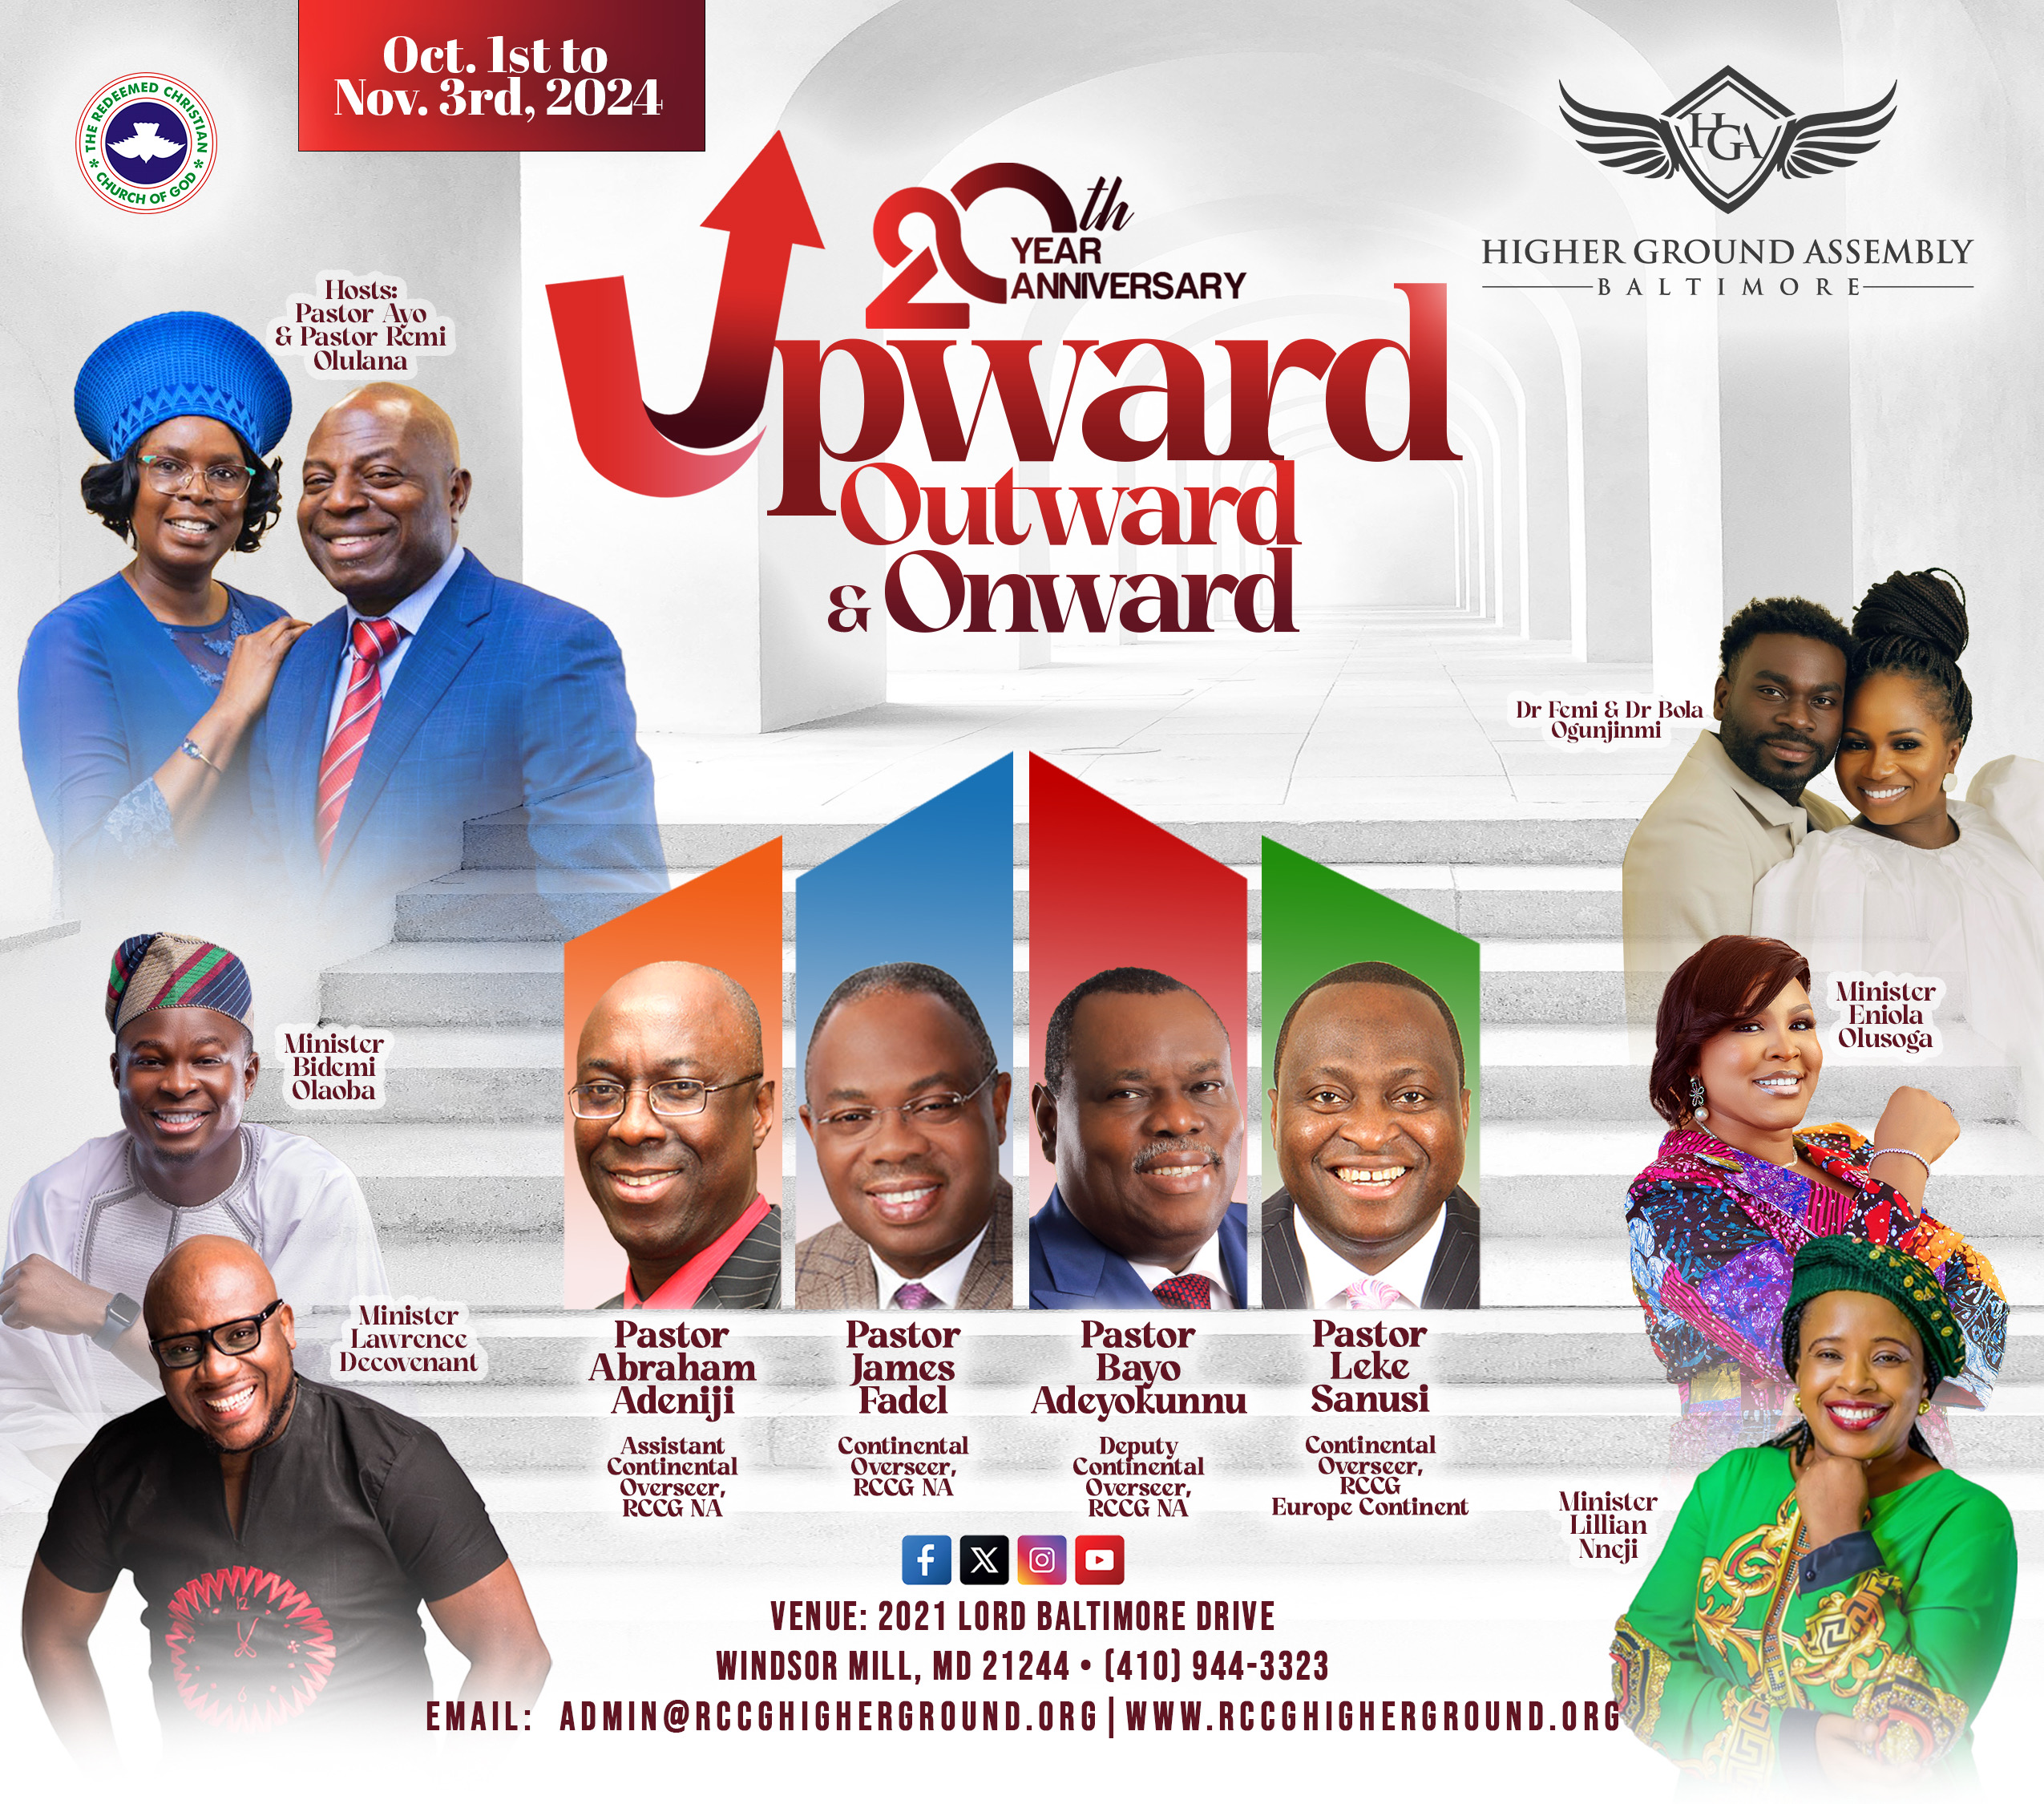 Oct. 1st to
Nov. 3rd, 2024
THE REDEEMED CHRISTIAN
CHURCH OF GOD
HGA
HIGHER GROUND ASSEMBLY
BALTIMORE
20th
YEAR
ANNIVERSARY
Upward
Outward
& Onward
Hosts:
Pastor Ayo
& Pastor Remi
Olulana
Dr Femi & Dr Bola
Ogunjinmi
Minister
Bidemi
Olaoba
Minister
Eniola
Olusoga
Minister
Lawrence
Decovenant
Pastor
Abraham
Adeniji
Assistant
Continental
Overseer,
RCCG NA
Pastor
James
Fadel
Continental
Overseer,
RCCG NA
Pastor
Bayo
Adeyokunnu
Deputy
Continental
Overseer,
RCCG NA
Pastor
Leke
Sanusi
Continental
Overseer,
RCCG
Europe Continent
Minister
Lillian
Nneji
12
6
VENUE: 2021 LORD BALTIMORE DRIVE
WINDSOR MILL, MD 21244 • (410) 944-3323
EMAIL: ADMIN@RCCGHIGHERGROUND.ORG|WWW.RCCGHIGHERGROUND.ORG